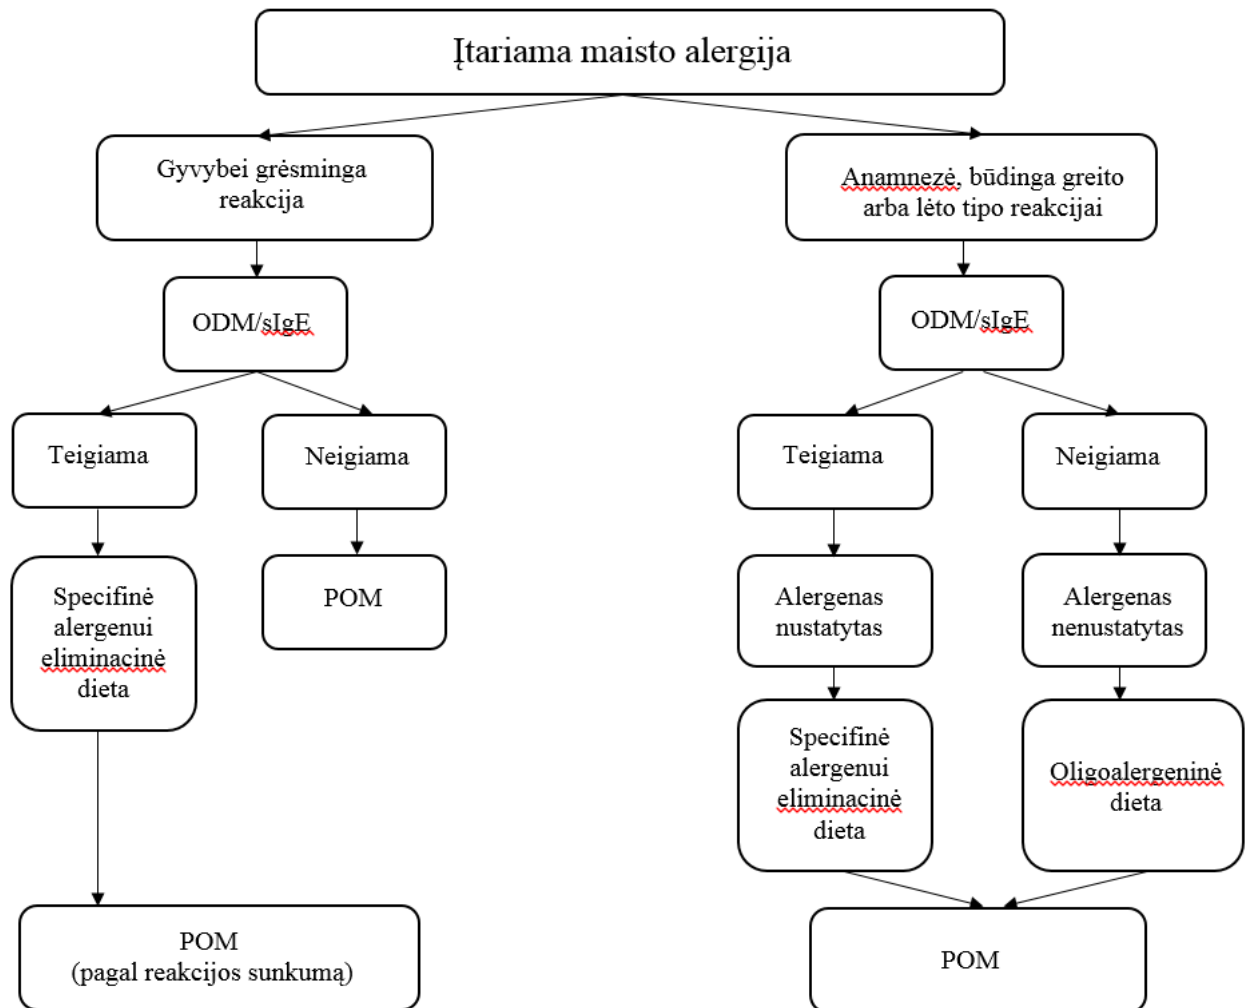 Įtariama maisto alergija
Gyvybei grėsminga
reakcija
Anamnezė, būdinga greito
arba lėto tipo reakcijai
ODM/sIgE
ODM/sIgE
Teigiama
Neigiama
Teigiama
Neigiama
Specifinė
alergenui
eliminacinė
dieta
POM
Alergenas
nustatytas
Alergenas
nenustatytas
Specifinė
alergenui
eliminacinė
dieta
Oligoalergeninė
dieta
POM
(pagal reakcijos sunkumą)
POM